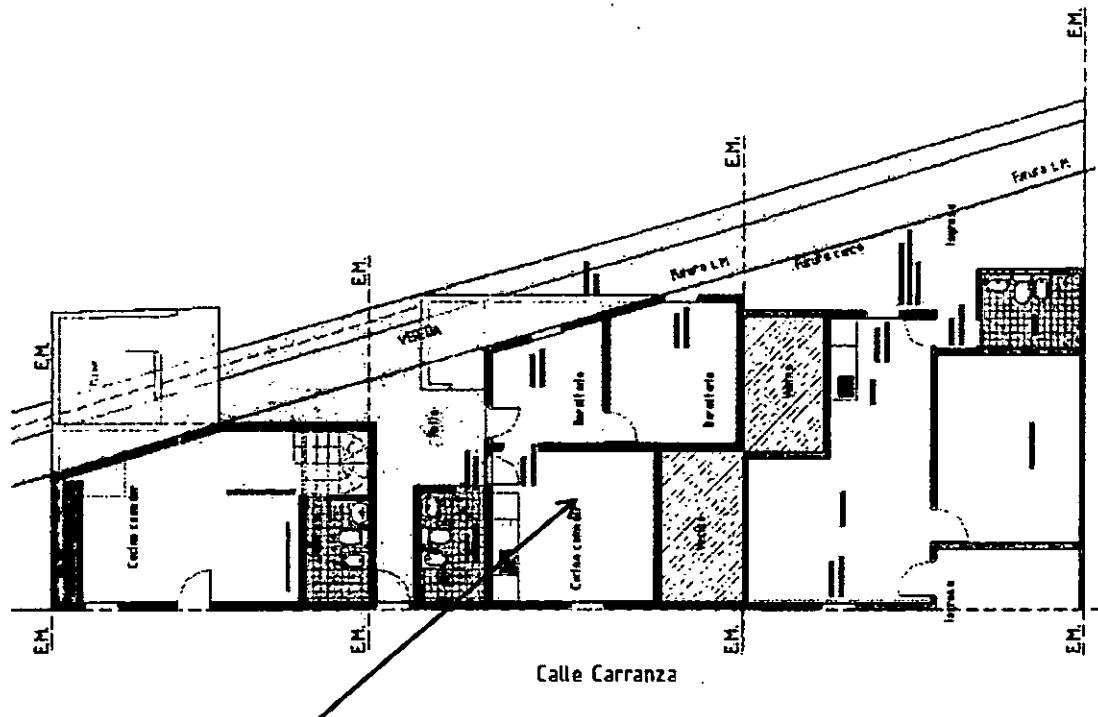 E.M.
E.M.
E.M.
E.M.
Futura L.M
Futura L.M
Ingreso
VEREDA
Patio
Dormitorio
Dormitorio
Cocina comedor
Cocina comedor
Ingreso
E.M.
E.M.
E.M.
E.M.
Calle Carranza